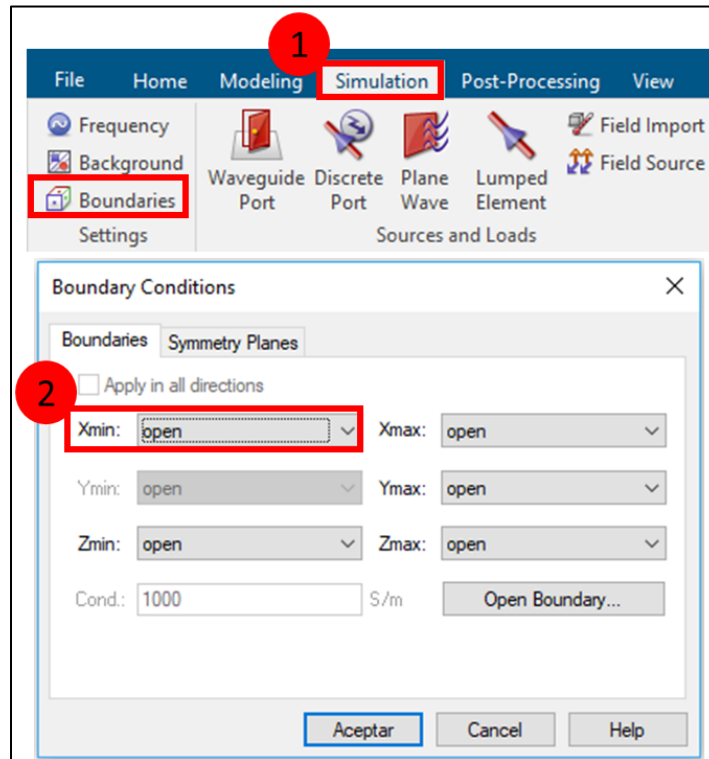 1
File Home Modeling Simulation Post-Processing View
Frequency
Background
Boundaries
Settings
Waveguide Port
Discrete Port
Plane Wave
Lumped Element
Field Import
Field Source
Sources and Loads
Boundary Conditions
Boundaries Symmetry Planes
2
Apply in all directions
Xmin: open Xmax: open
Ymin: open Ymax: open
Zmin: open Zmax: open
Cond.: 1000 S/m Open Boundary...
Aceptar Cancel Help